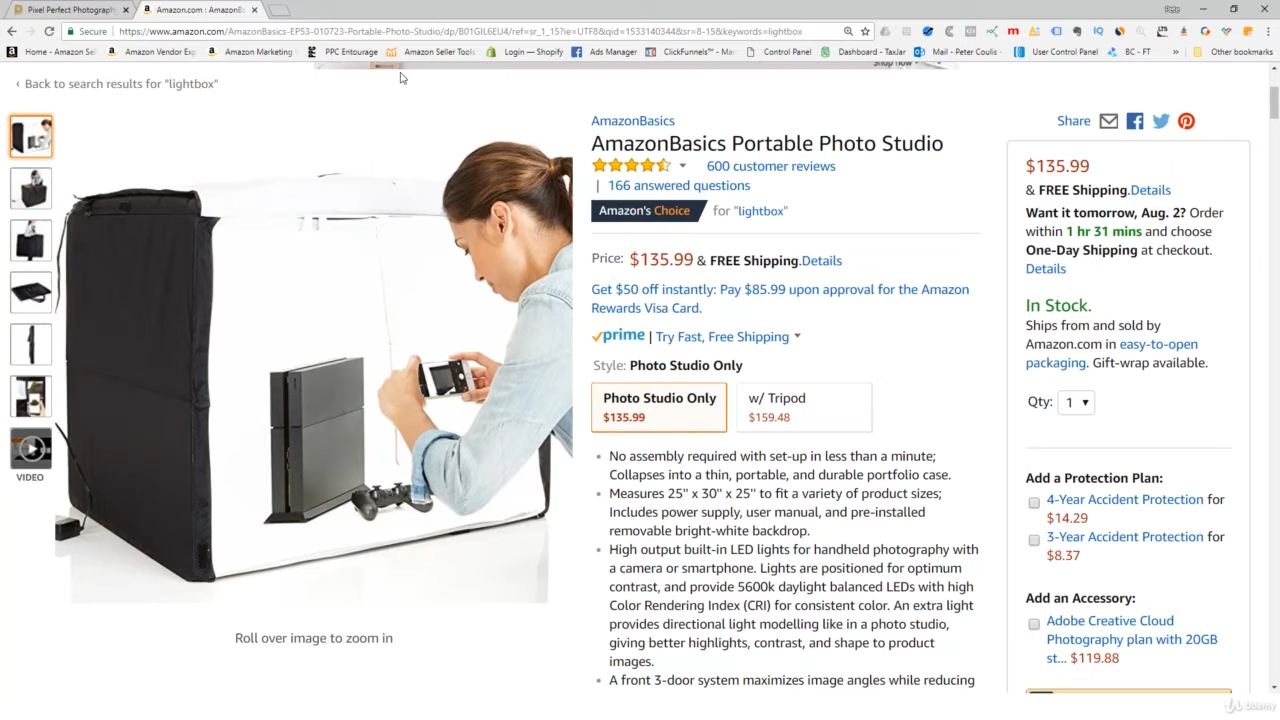 Pixel Perfect Photography
Amazon.com : AmazonBa
Secure
https://www.amazon.com/AmazonBasics-EP53-010723-Portable-Photo-Studio/dp/B01GIL6EU4/ref=sr_1_15?ie=UTF8&qid=1533140344&sr=8-15&keywords=lightbox
Home - Amazon Sel
Amazon Vendor Exp
Amazon Marketing S
PPC Entourage
Amazon Seller Tools
Login — Shopify
Ads Manager
ClickFunnels™ - Ma
Control Panel
Dashboard - TaxJar
Mail - Peter Coulis -
User Control Panel
BC - FT
»
Other bookmarks
Shop now
‹ Back to search results for "lightbox"
VIDEO
Roll over image to zoom in
AmazonBasics
AmazonBasics Portable Photo Studio
600 customer reviews
| 166 answered questions
Amazon's Choice for "lightbox"
Price: $135.99 & FREE Shipping.Details
Get $50 off instantly: Pay $85.99 upon approval for the Amazon
Rewards Visa Card.
prime | Try Fast, Free Shipping
Style: Photo Studio Only
Photo Studio Only
$135.99
w/ Tripod
$159.48
• No assembly required with set-up in less than a minute;
Collapses into a thin, portable, and durable portfolio case.
• Measures 25" x 30" x 25" to fit a variety of product sizes;
Includes power supply, user manual, and pre-installed
removable bright-white backdrop.
• High output built-in LED lights for handheld photography with
a camera or smartphone. Lights are positioned for optimum
contrast, and provide 5600k daylight balanced LEDs with high
Color Rendering Index (CRI) for consistent color. An extra light
provides directional light modelling like in a photo studio,
giving better highlights, contrast, and shape to product
images.
• A front 3-door system maximizes image angles while reducing
Share
$135.99
& FREE Shipping.Details
Want it tomorrow, Aug. 2? Order
within 1 hr 31 mins and choose
One-Day Shipping at checkout.
Details
In Stock.
Ships from and sold by
Amazon.com in easy-to-open
packaging. Gift-wrap available.
Qty: 1
Add a Protection Plan:
4-Year Accident Protection for
$14.29
3-Year Accident Protection for
$8.37
Add an Accessory:
Adobe Creative Cloud
Photography plan with 20GB
st... $119.88
Udemy